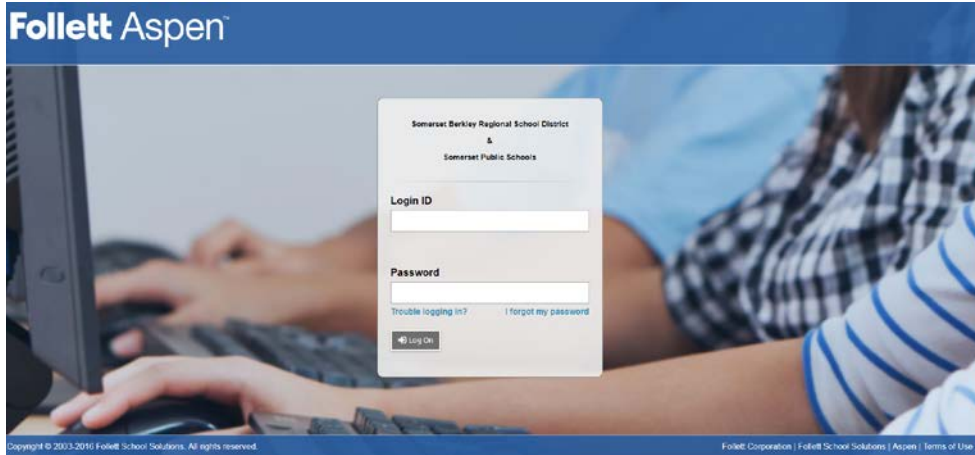 Follett Aspen™
Somerset Berkley Regional School District
&
Somerset Public Schools
Login ID
Password
Trouble logging in? I forgot my password
Log On
Copyright © 2003-2016 Follett School Solutions. All rights reserved. Follett Corporation | Follett School Solutions | Aspen | Terms of Use